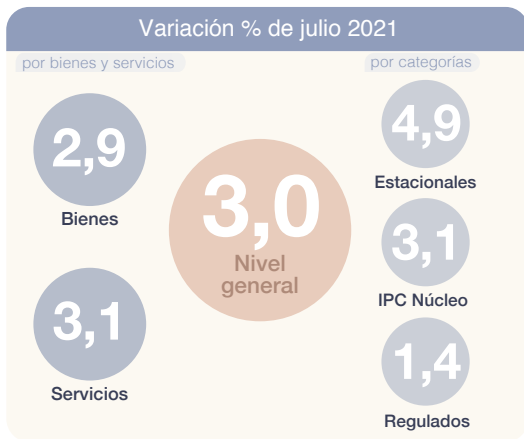 Variación % de julio 2021
por bienes y servicios
2,9
Bienes
3,1
Servicios
3,0
Nivel
general
por categorías
4,9
Estacionales
3,1
IPC Núcleo
1,4
Regulados